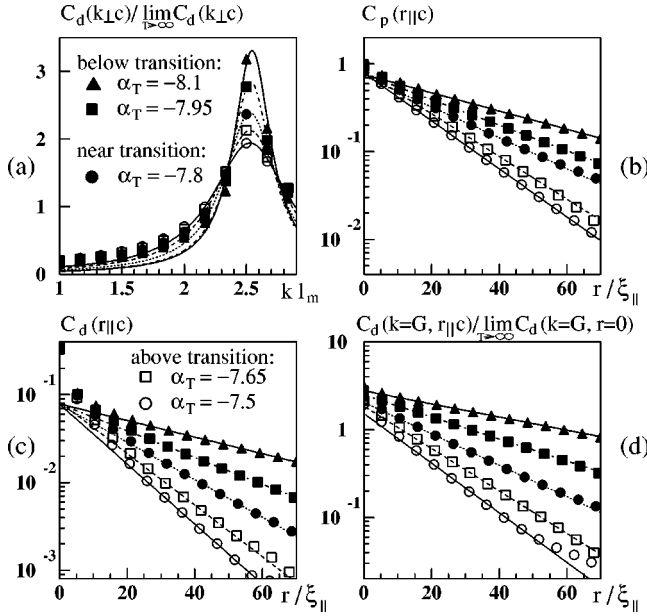 C_d(k⊥c)/lim_{T->∞} C_d(k⊥c)
3
2
1
0
below transition:
▲ α_T = −8.1
■ α_T = −7.95
near transition:
● α_T = −7.8
(a)
1 1.5 2 2.5 k l_m
C_p(r||c)
1
10^-1
10^-2
(b)
0 20 40 60 r/ξ_||
C_d(r||c)
10^-1
10^-2
10^-3
above transition:
□ α_T = −7.65
○ α_T = −7.5
(c)
0 20 40 60 r/ξ_||
C_d(k=G, r||c)/lim_{T->∞} C_d(k=G, r=0)
10
1
10^-1
(d)
0 20 40 60 r/ξ_||